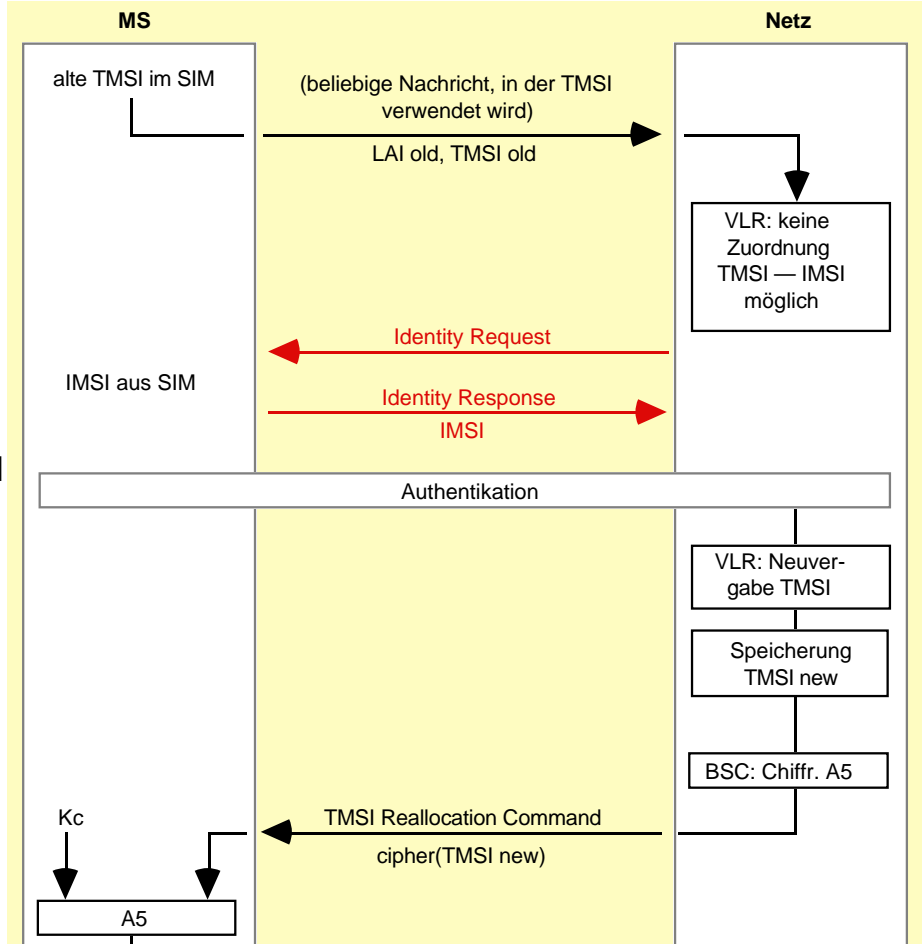 MS
Netz
alte TMSI im SIM
(beliebige Nachricht, in der TMSI
verwendet wird)
LAI old, TMSI old
VLR: keine
Zuordnung
TMSI — IMSI
möglich
Identity Request
IMSI aus SIM
Identity Response
IMSI
Authentikation
VLR: Neuver-
gabe TMSI
Speicherung
TMSI new
BSC: Chiffr. A5
Kc
TMSI Reallocation Command
cipher(TMSI new)
A5